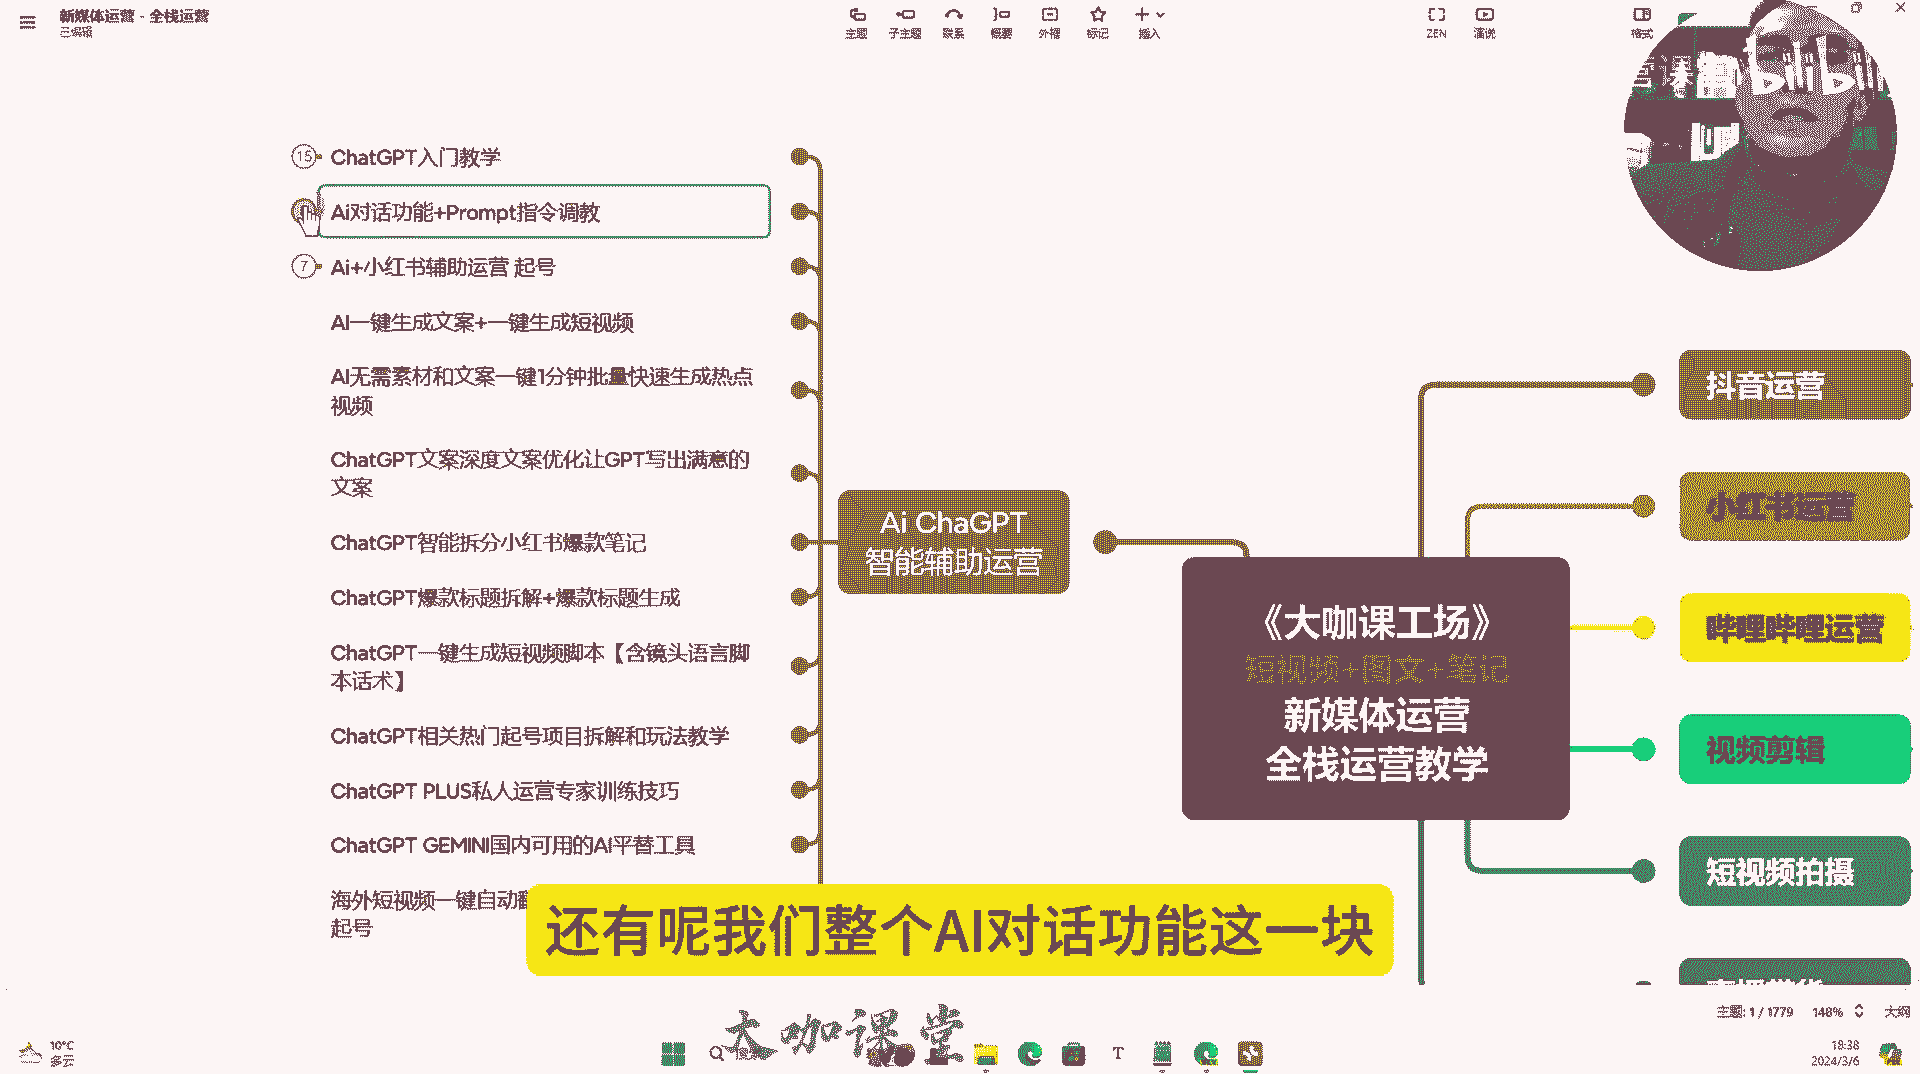 新媒体运营 - 全栈运营
已编辑
主题
子主题
联系
概要
外框
标记
插入
ZEN
演说
格式
营课
bilibili
15
ChatGPT入门教学
Ai对话功能+Prompt指令调教
7
Ai+小红书辅助运营 起号
AI一键生成文案+一键生成短视频
AI无需素材和文案一键1分钟批量快速生成热点
视频
ChatGPT文案深度文案优化让GPT写出满意的
文案
ChatGPT智能拆分小红书爆款笔记
ChatGPT爆款标题拆解+爆款标题生成
ChatGPT一键生成短视频脚本【含镜头语言脚
本话术】
ChatGPT相关热门起号项目拆解和玩法教学
ChatGPT PLUS私人运营专家训练技巧
ChatGPT GEMINI国内可用的AI平替工具
海外短视频一键自动
起号
Ai ChaGPT
智能辅助运营
《大咖课工场》
短视频+图文+笔记
新媒体运营
全栈运营教学
抖音运营
小红书运营
哔哩哔哩运营
视频剪辑
短视频拍摄
还有呢我们整个AI对话功能这一块
主题: 1 / 1779
148%
大纲
大咖课堂
10°C
多云
18:38
2024/3/6